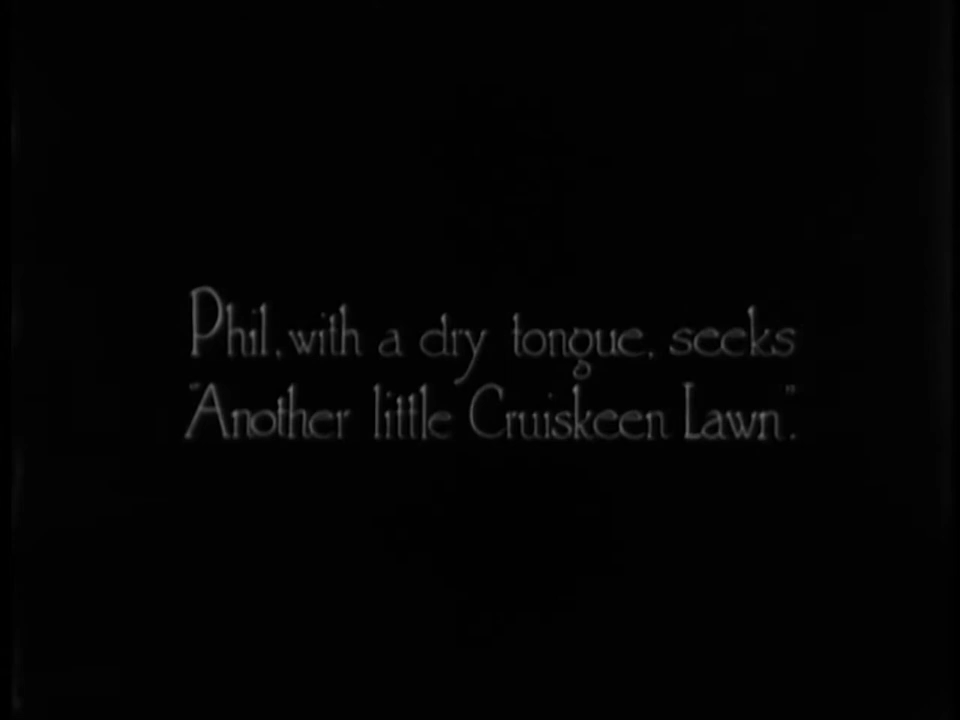 Phil, with a dry tongue, seeks
"Another little Cruiskeen Lawn".